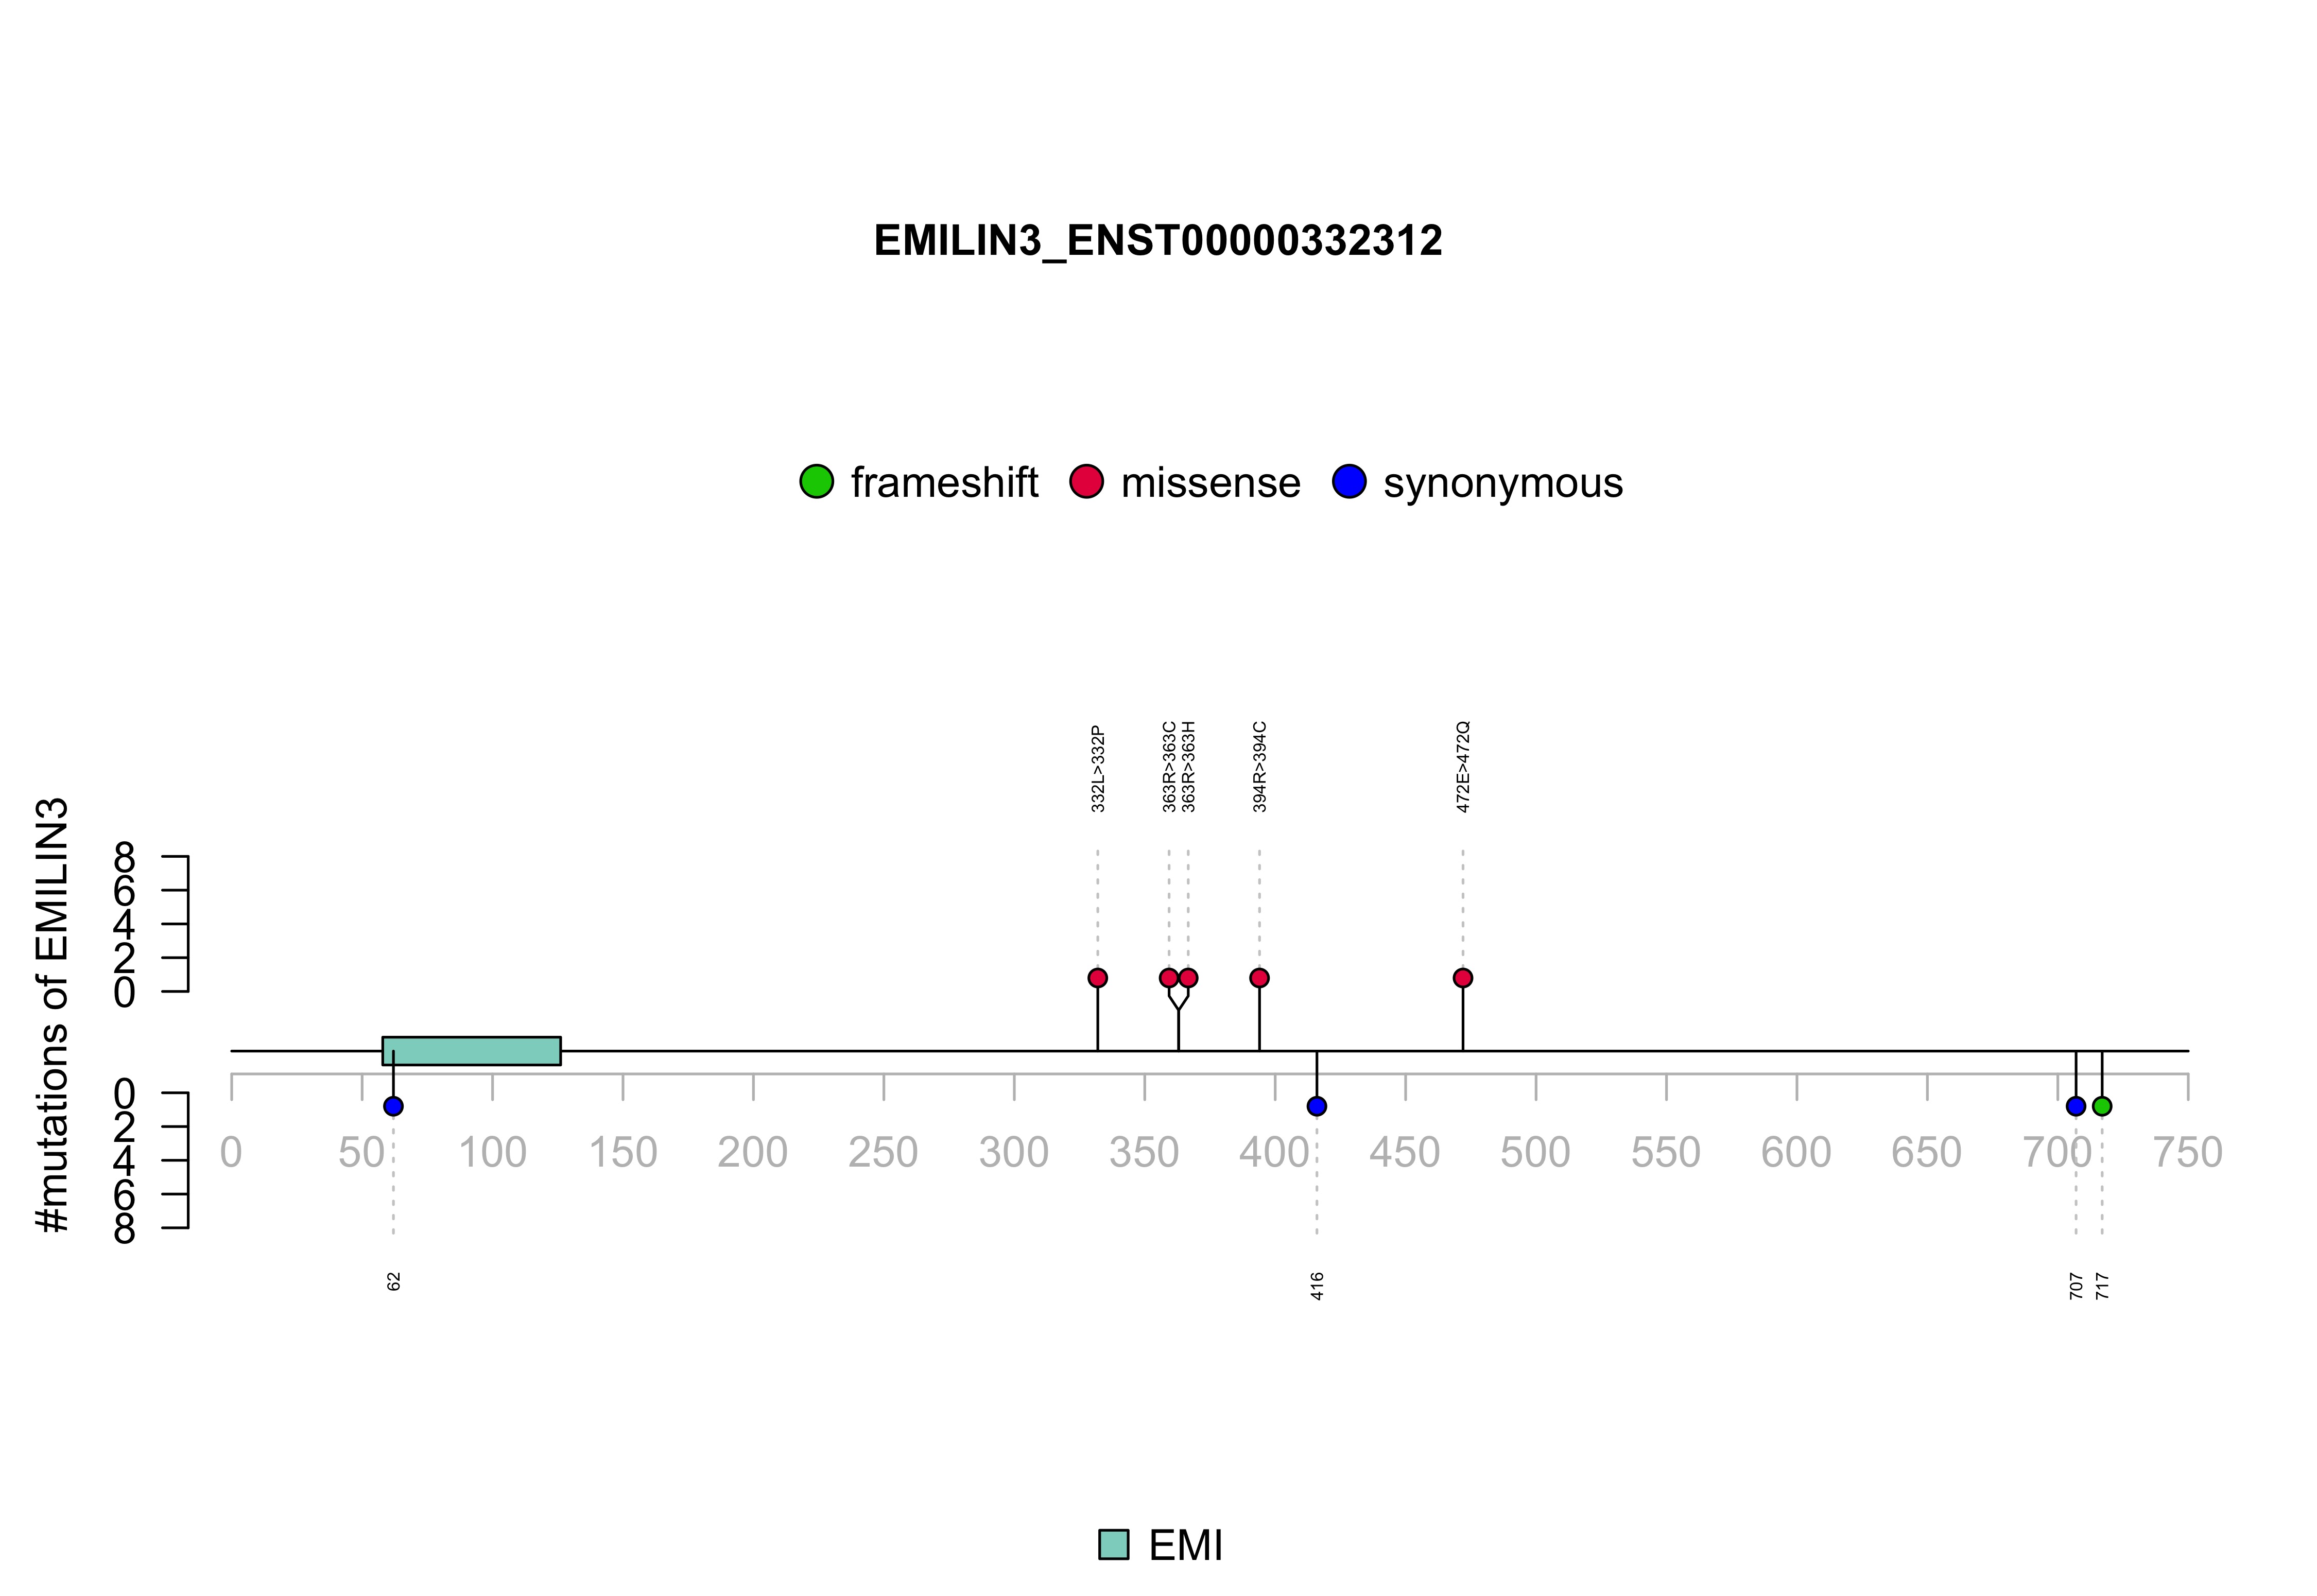 EMILIN3_ENST00000332312
frameshift missense synonymous
332L>332P
363R>363C
363R>363H
394R>394C
472E>472Q
#mutations of EMILIN3
8
6
4
2
0
0
2
4
6
8
0 50 100 150 200 250 300 350 400 450 500 550 600 650 700 750
62
416
707
717
EMI